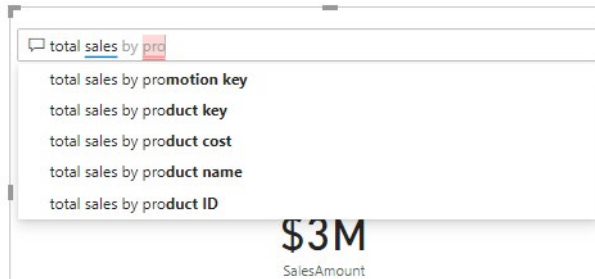 total sales by pro
total sales by promotion key
total sales by product key
total sales by product cost
total sales by product name
total sales by product ID
$3M
SalesAmount